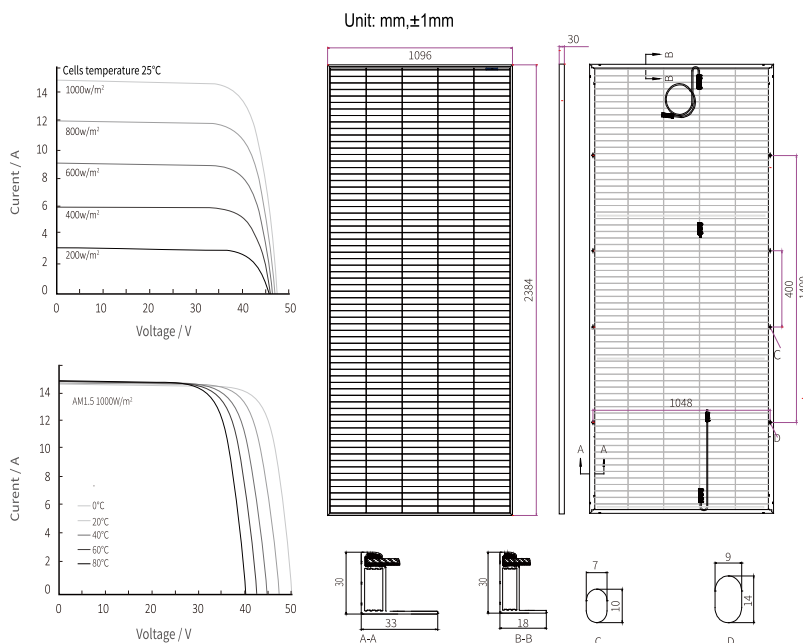 Unit: mm,±1mm
Cells temperature 25°C
1000w/m²
800w/m²
600w/m²
400w/m²
200w/m²
Curent / A
14
12
10
8
6
4
2
0
0
10
20
30
40
50
Voltage / V
AM1.5 1000W/m²
0°C
20°C
40°C
60°C
80°C
Curent / A
14
12
10
8
6
4
2
0
0
10
20
30
40
50
Voltage / V
1096
2384
30
B
B
400
1400
C
1048
D
A
A
30
33
A-A
30
18
B-B
7
10
C
9
14
D